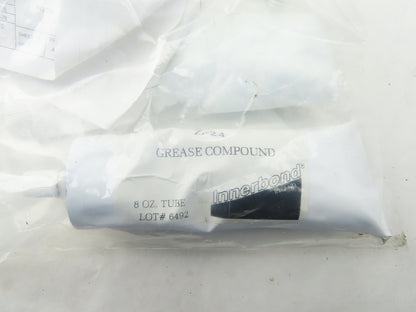 GREASE COMPOUND
Innerbond
8 OZ. TUBE
LOT# 6492